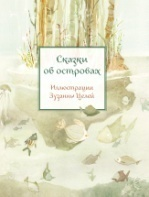 Сказки
об островах
Иллюстрации
Зузанны Целей